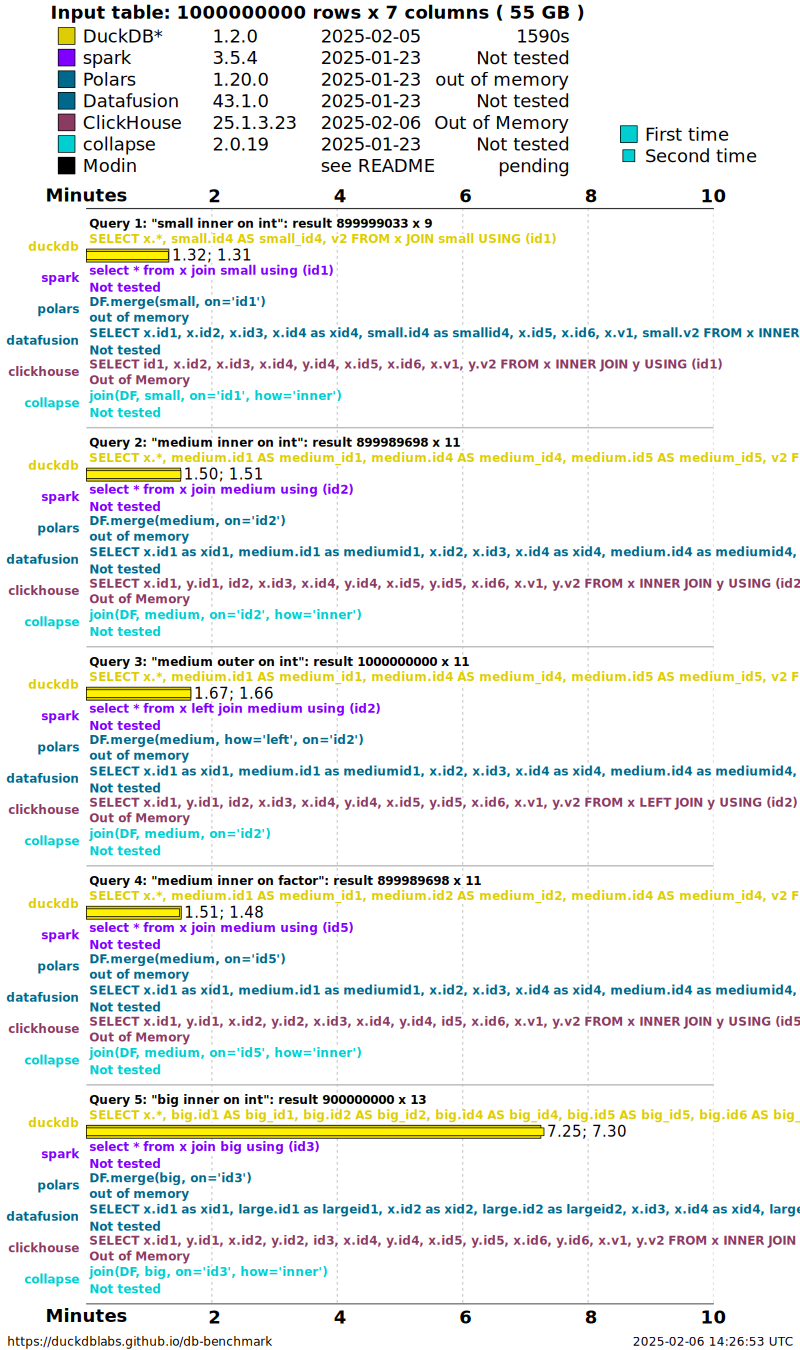 Input table: 1000000000 rows x 7 columns ( 55 GB )
DuckDB* 1.2.0 2025-02-05 1590s
spark 3.5.4 2025-01-23 Not tested
Polars 1.20.0 2025-01-23 out of memory
Datafusion 43.1.0 2025-01-23 Not tested
ClickHouse 25.1.3.23 2025-02-06 Out of Memory
collapse 2.0.19 2025-01-23 Not tested
Modin see README pending
First time
Second time
Minutes 2 4 6 8 10
Query 1: "small inner on int": result 899999033 x 9
duckdb
SELECT x.*, small.id4 AS small_id4, v2 FROM x JOIN small USING (id1)
1.32; 1.31
spark
select * from x join small using (id1)
Not tested
polars
DF.merge(small, on='id1')
out of memory
datafusion
SELECT x.id1, x.id2, x.id3, x.id4 as xid4, small.id4 as smallid4, x.id5, x.id6, x.v1, small.v2 FROM x INNER
Not tested
clickhouse
SELECT id1, x.id2, x.id3, x.id4, y.id4, x.id5, x.id6, x.v1, y.v2 FROM x INNER JOIN y USING (id1)
Out of Memory
collapse
join(DF, small, on='id1', how='inner')
Not tested
Query 2: "medium inner on int": result 899989698 x 11
duckdb
SELECT x.*, medium.id1 AS medium_id1, medium.id4 AS medium_id4, medium.id5 AS medium_id5, v2 F
1.50; 1.51
spark
select * from x join medium using (id2)
Not tested
polars
DF.merge(medium, on='id2')
out of memory
datafusion
SELECT x.id1 as xid1, medium.id1 as mediumid1, x.id2, x.id3, x.id4 as xid4, medium.id4 as mediumid4,
Not tested
clickhouse
SELECT x.id1, y.id1, id2, x.id3, x.id4, y.id4, x.id5, y.id5, x.id6, x.v1, y.v2 FROM x INNER JOIN y USING (id2
Out of Memory
collapse
join(DF, medium, on='id2', how='inner')
Not tested
Query 3: "medium outer on int": result 1000000000 x 11
duckdb
SELECT x.*, medium.id1 AS medium_id1, medium.id4 AS medium_id4, medium.id5 AS medium_id5, v2 F
1.67; 1.66
spark
select * from x left join medium using (id2)
Not tested
polars
DF.merge(medium, how='left', on='id2')
out of memory
datafusion
SELECT x.id1 as xid1, medium.id1 as mediumid1, x.id2, x.id3, x.id4 as xid4, medium.id4 as mediumid4,
Not tested
clickhouse
SELECT x.id1, y.id1, id2, x.id3, x.id4, y.id4, x.id5, y.id5, x.id6, x.v1, y.v2 FROM x LEFT JOIN y USING (id2)
Out of Memory
collapse
join(DF, medium, on='id2')
Not tested
Query 4: "medium inner on factor": result 899989698 x 11
duckdb
SELECT x.*, medium.id1 AS medium_id1, medium.id2 AS medium_id2, medium.id4 AS medium_id4, v2 F
1.51; 1.48
spark
select * from x join medium using (id5)
Not tested
polars
DF.merge(medium, on='id5')
out of memory
datafusion
SELECT x.id1 as xid1, medium.id1 as mediumid1, x.id2, x.id3, x.id4 as xid4, medium.id4 as mediumid4,
Not tested
clickhouse
SELECT x.id1, y.id1, x.id2, y.id2, x.id3, x.id4, y.id4, id5, x.id6, x.v1, y.v2 FROM x INNER JOIN y USING (id5
Out of Memory
collapse
join(DF, medium, on='id5', how='inner')
Not tested
Query 5: "big inner on int": result 900000000 x 13
duckdb
SELECT x.*, big.id1 AS big_id1, big.id2 AS big_id2, big.id4 AS big_id4, big.id5 AS big_id5, big.id6 AS big_
7.25; 7.30
spark
select * from x join big using (id3)
Not tested
polars
DF.merge(big, on='id3')
out of memory
datafusion
SELECT x.id1 as xid1, large.id1 as largeid1, x.id2 as xid2, large.id2 as largeid2, x.id3, x.id4 as xid4, large
Not tested
clickhouse
SELECT x.id1, y.id1, x.id2, y.id2, id3, x.id4, y.id4, x.id5, y.id5, x.id6, y.id6, x.v1, y.v2 FROM x INNER JOIN
Out of Memory
collapse
join(DF, big, on='id3', how='inner')
Not tested
Minutes 2 4 6 8 10
https://duckdblabs.github.io/db-benchmark 2025-02-06 14:26:53 UTC